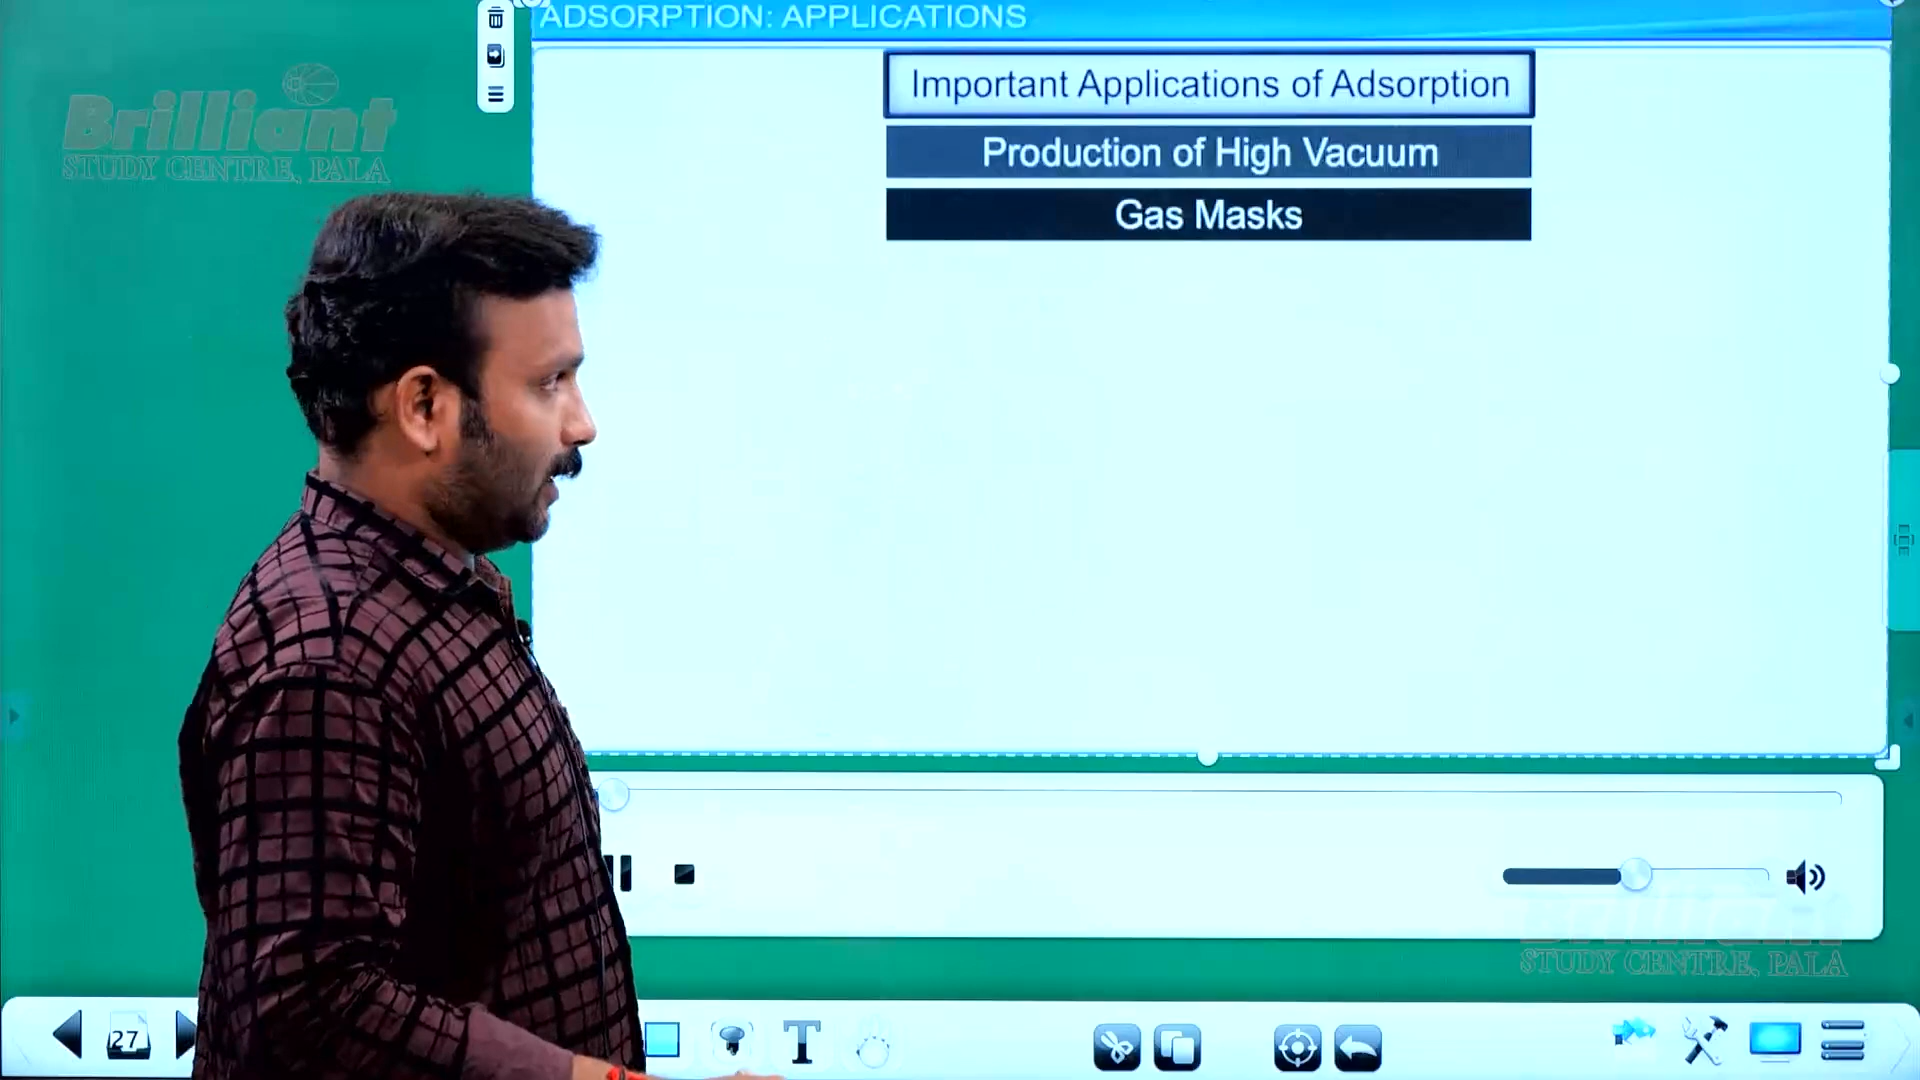 ADSORPTION: APPLICATIONS
Important Applications of Adsorption
Production of High Vacuum
Gas Masks
Brilliant
STUDY CENTRE, PALA
Brilliant
STUDY CENTRE, PALA
27
T